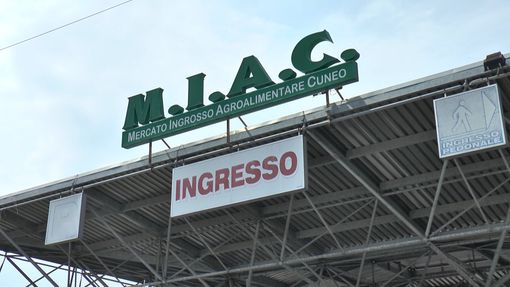 M.I.A.C.
MERCATO INGROSSO AGROALIMENTARE CUNEO
INGRESSO
INGRESSO
PEDONALE